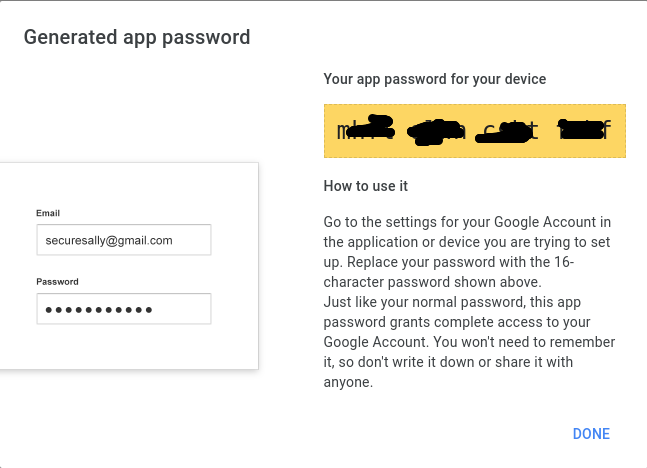 Generated app password
Your app password for your device
How to use it
Go to the settings for your Google Account in
the application or device you are trying to set
up. Replace your password with the 16-
character password shown above.
Just like your normal password, this app
password grants complete access to your
Google Account. You won't need to remember
it, so don't write it down or share it with
anyone.
Email
securesally@gmail.com
Password
●●●●●●●●●●●
DONE